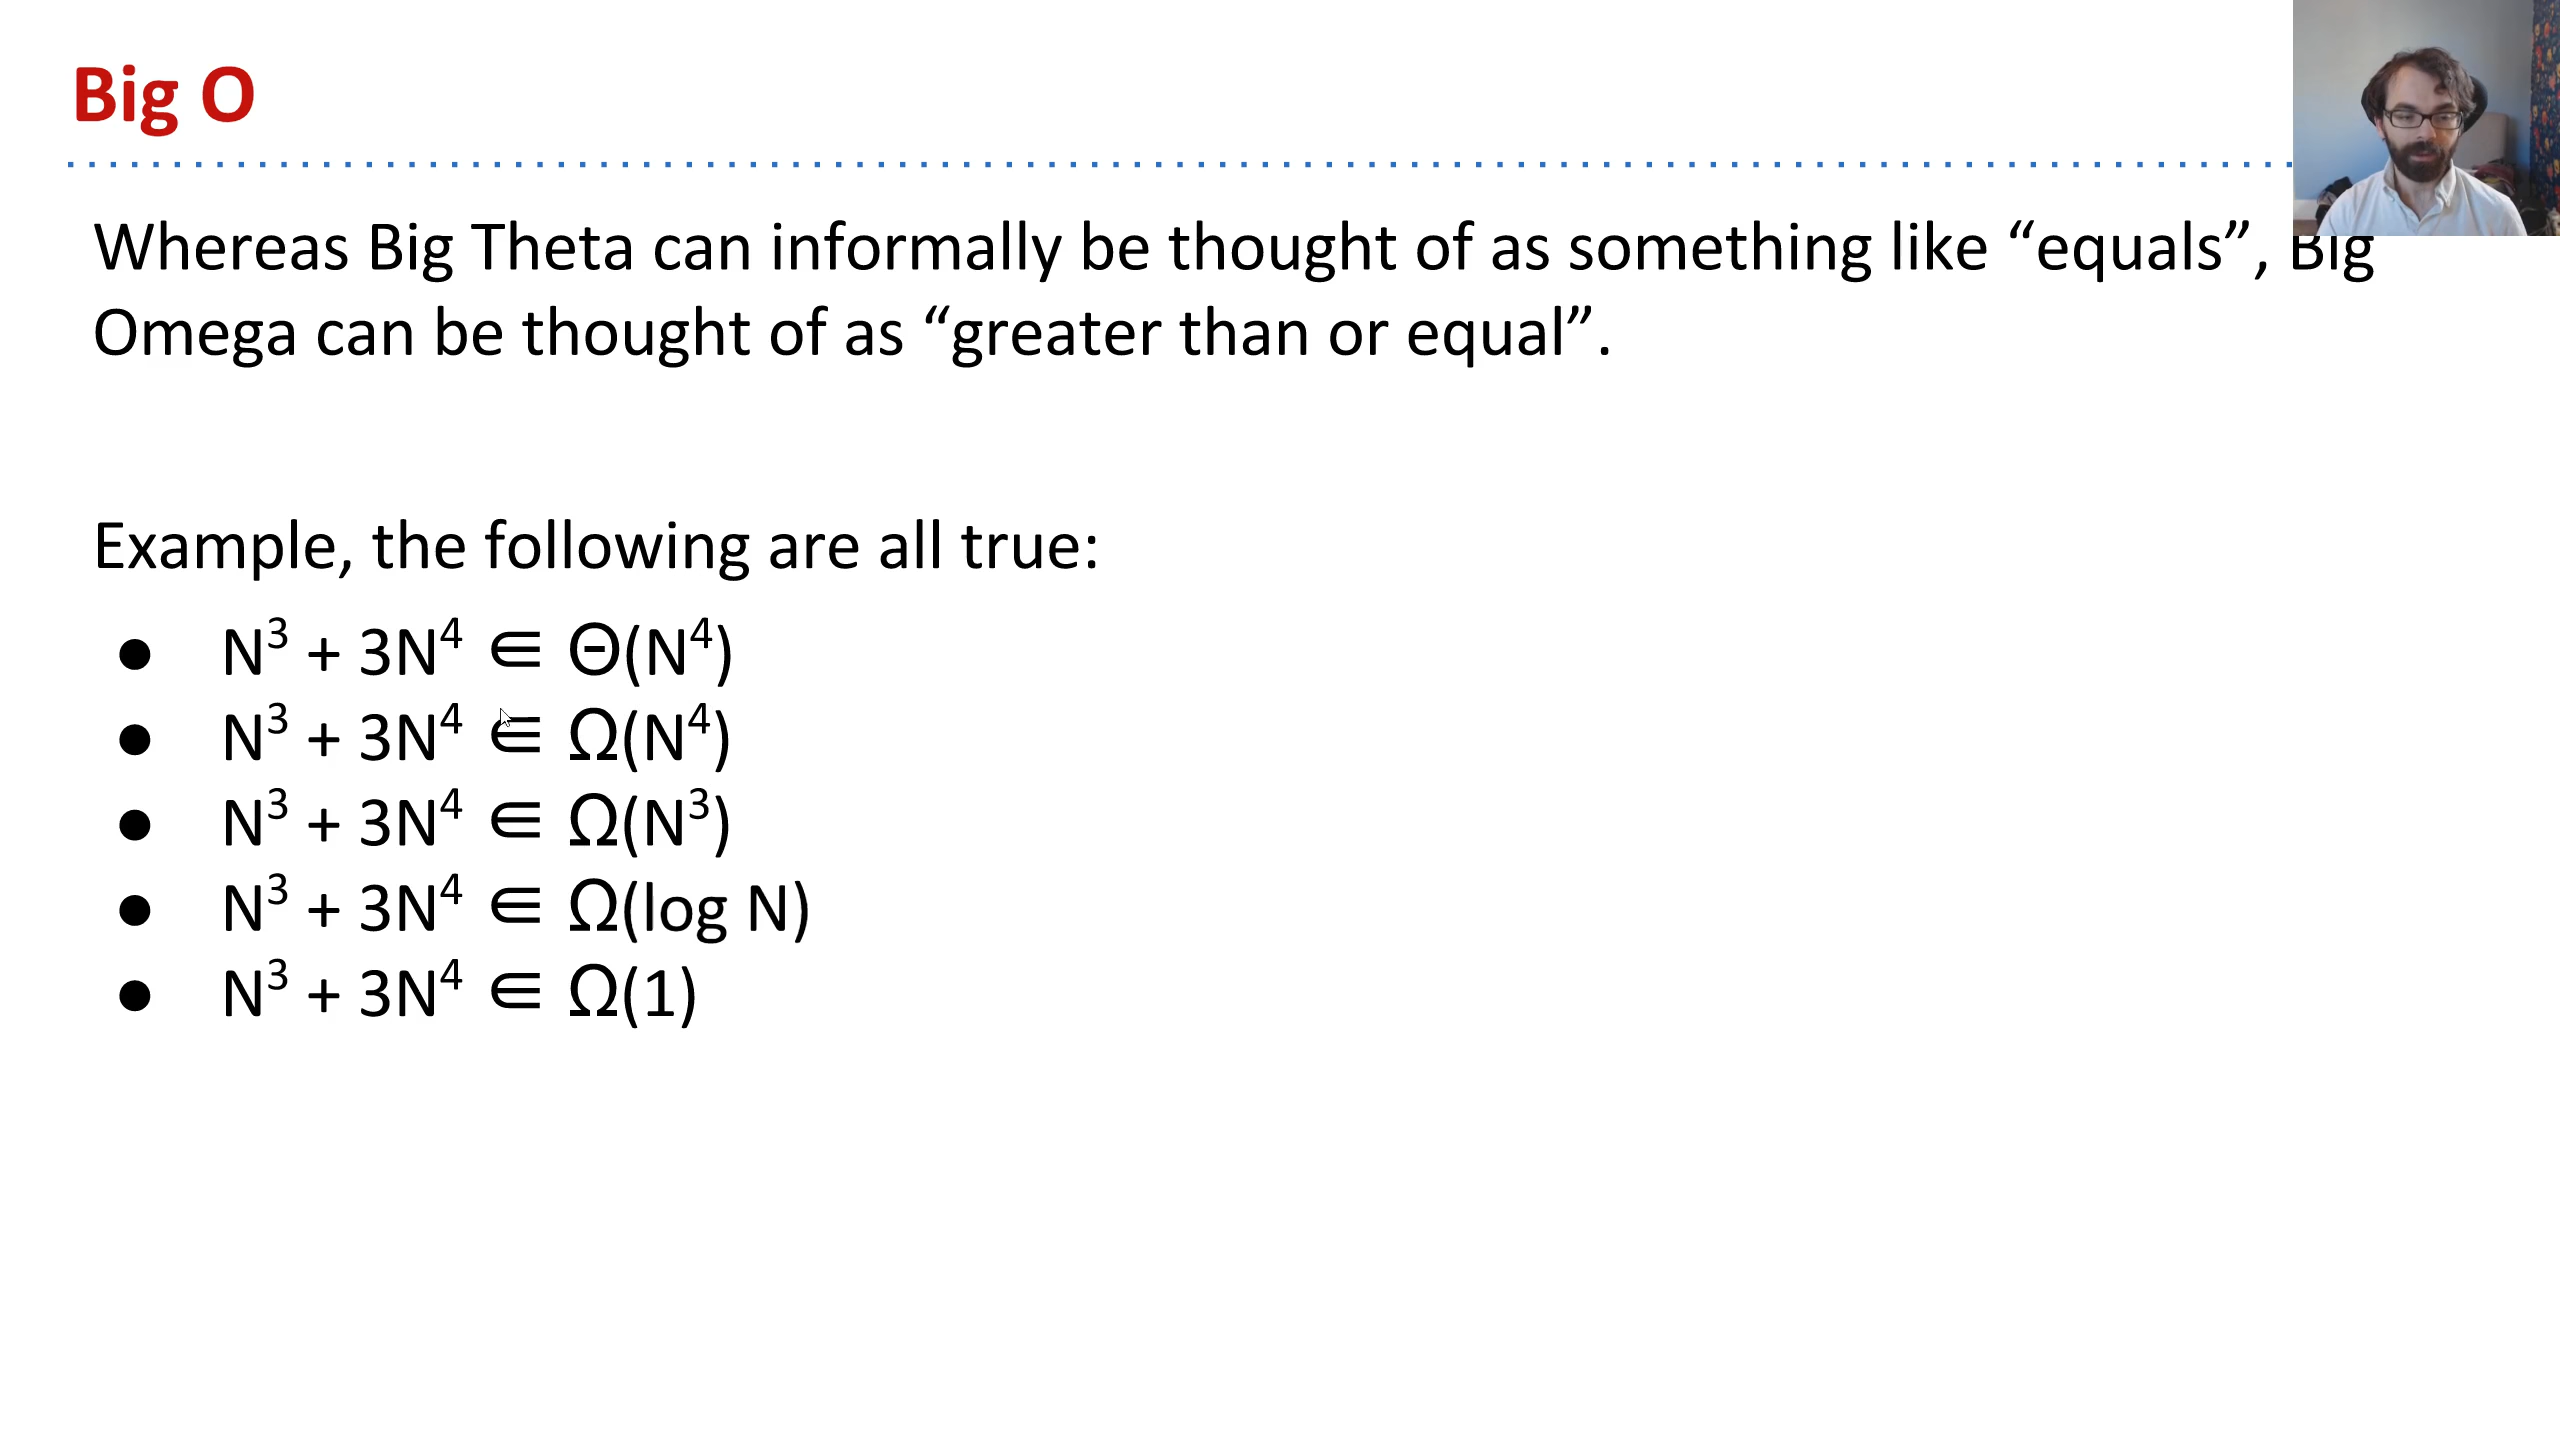 Big O
Whereas Big Theta can informally be thought of as something like “equals”, Big
Omega can be thought of as “greater than or equal”.
Example, the following are all true:
● N³ + 3N⁴ ∈ Θ(N⁴)
● N³ + 3N⁴ ∈ Ω(N⁴)
● N³ + 3N⁴ ∈ Ω(N³)
● N³ + 3N⁴ ∈ Ω(log N)
● N³ + 3N⁴ ∈ Ω(1)